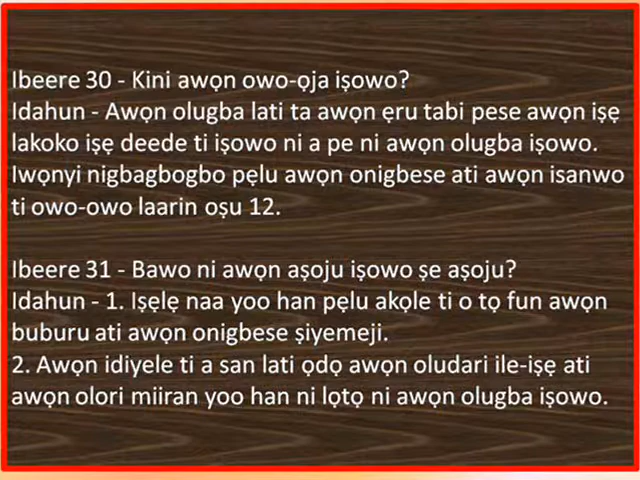 Ibeere 30 - Kini awọn owo-ọja iṣowo?
Idahun - Awọn olugba lati ta awọn ẹru tabi pese awọn iṣẹ
lakoko iṣẹ deede ti iṣowo ni a pe ni awọn olugba iṣowo.
Iwọnyi nigbagbogbo pẹlu awọn onigbese ati awọn isanwo
ti owo-owo laarin oṣu 12.
Ibeere 31 - Bawo ni awọn aṣoju iṣowo ṣe aṣoju?
Idahun - 1. Iṣẹlẹ naa yoo han pẹlu akọle ti o tọ fun awọn
buburu ati awọn onigbese ṣiyemeji.
2. Awọn idiyele ti a san lati ọdọ awọn oludari ile-iṣẹ ati
awọn olori miiran yoo han ni lọtọ ni awọn olugba iṣowo.